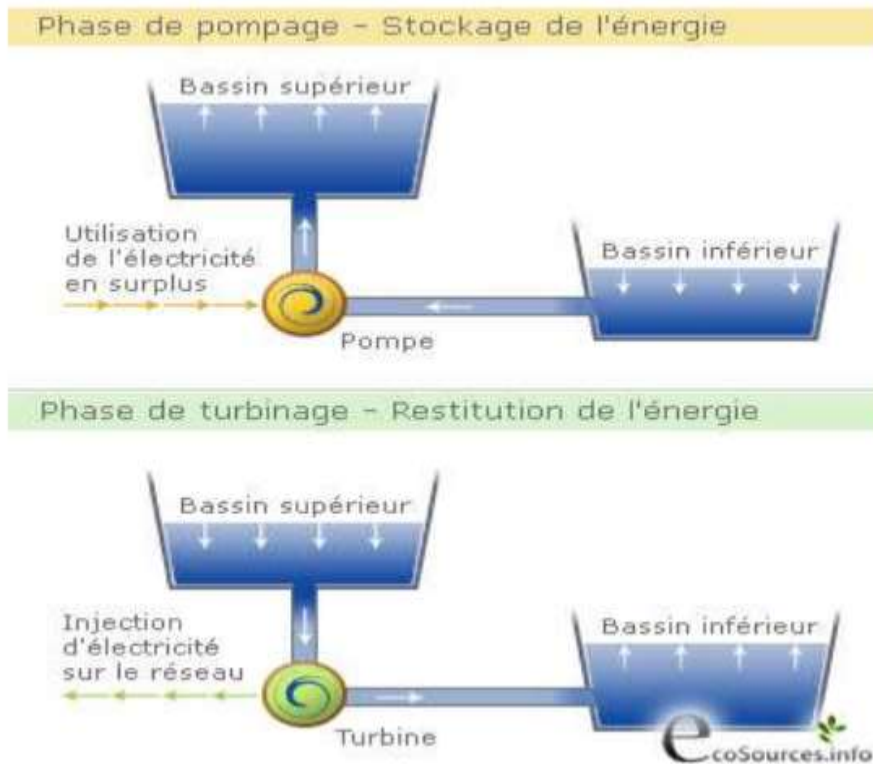 Phase de pompage – Stockage de l'énergie
Bassin supérieur
Utilisation
de l'électricité
en surplus
Bassin inférieur
Pompe
Phase de turbinage – Restitution de l'énergie
Bassin supérieur
Injection
d'électricité
sur le réseau
Bassin inférieur
Turbine
ecoSources.info